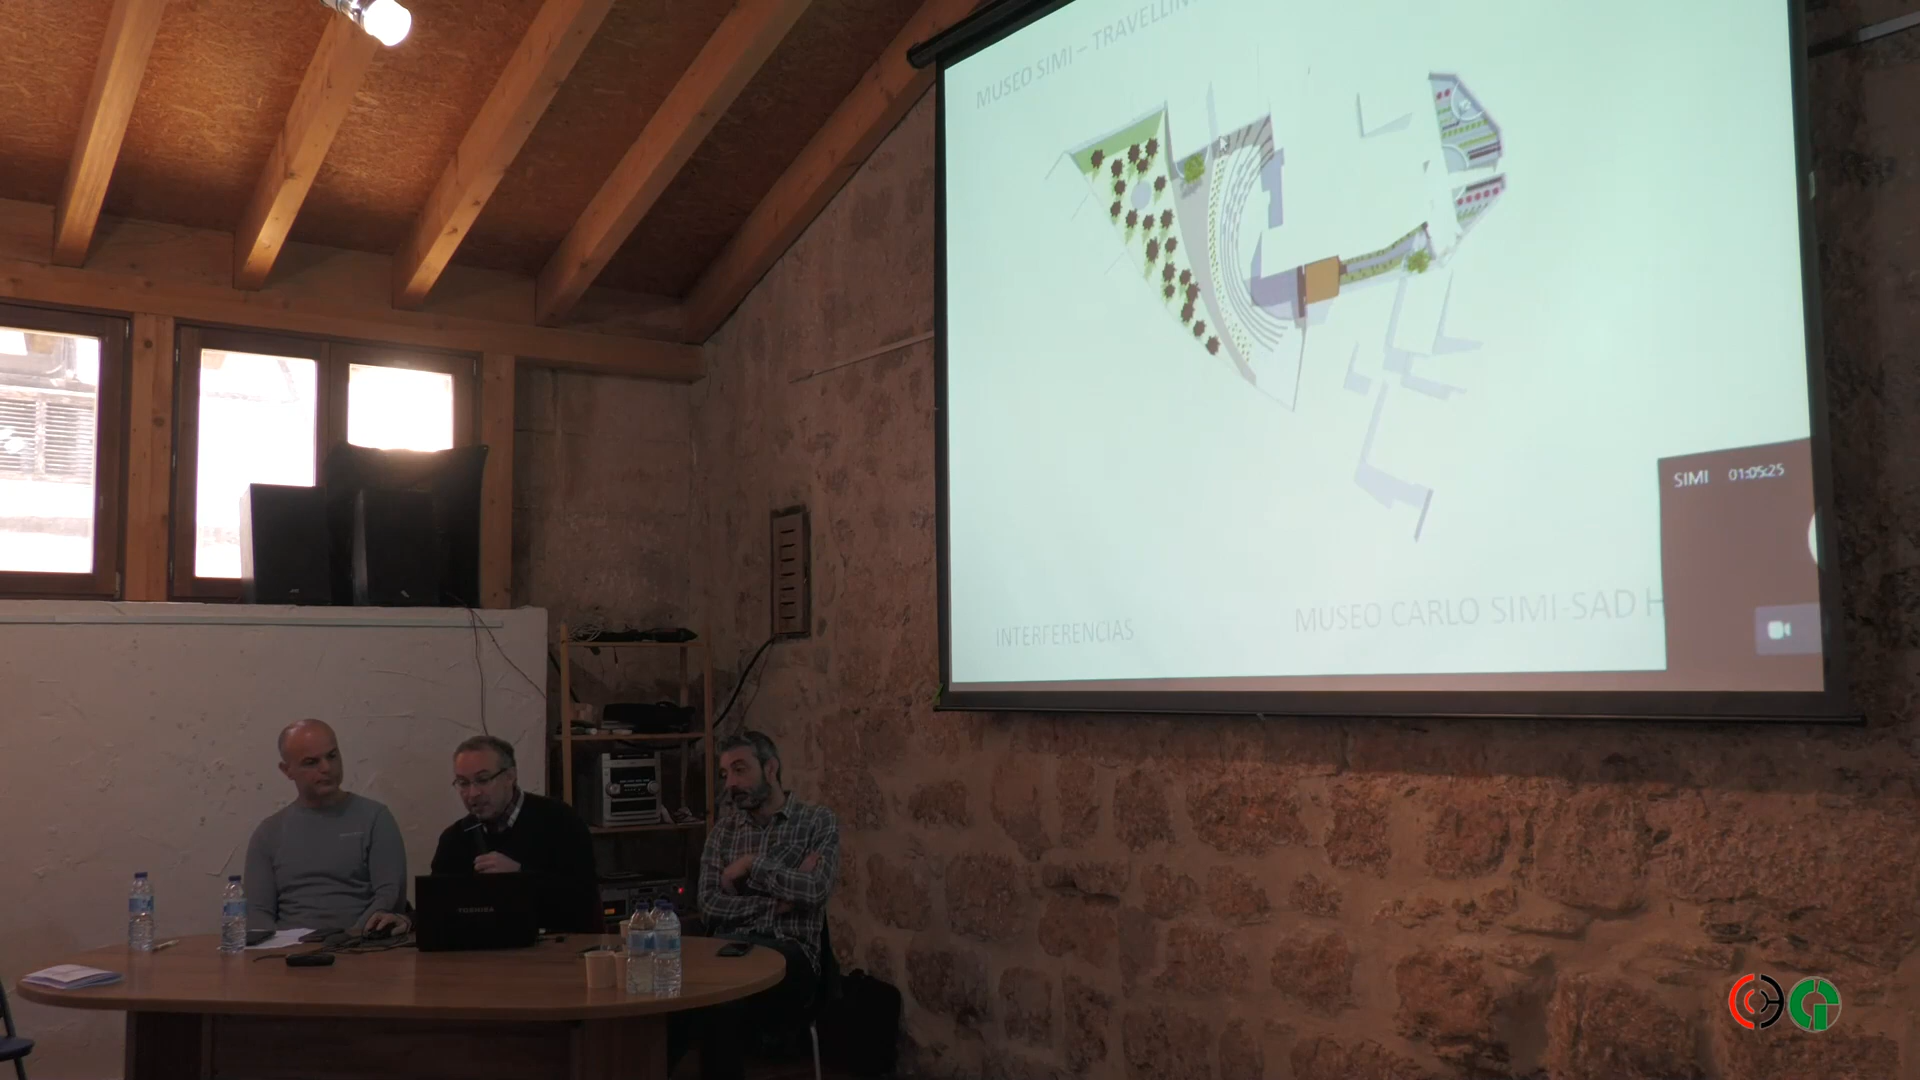 MUSEO SIMI – TRAVELLIN
SIMI 01:05:25
INTERFERENCIAS
MUSEO CARLO SIMI-SAD H
TOSHIBA